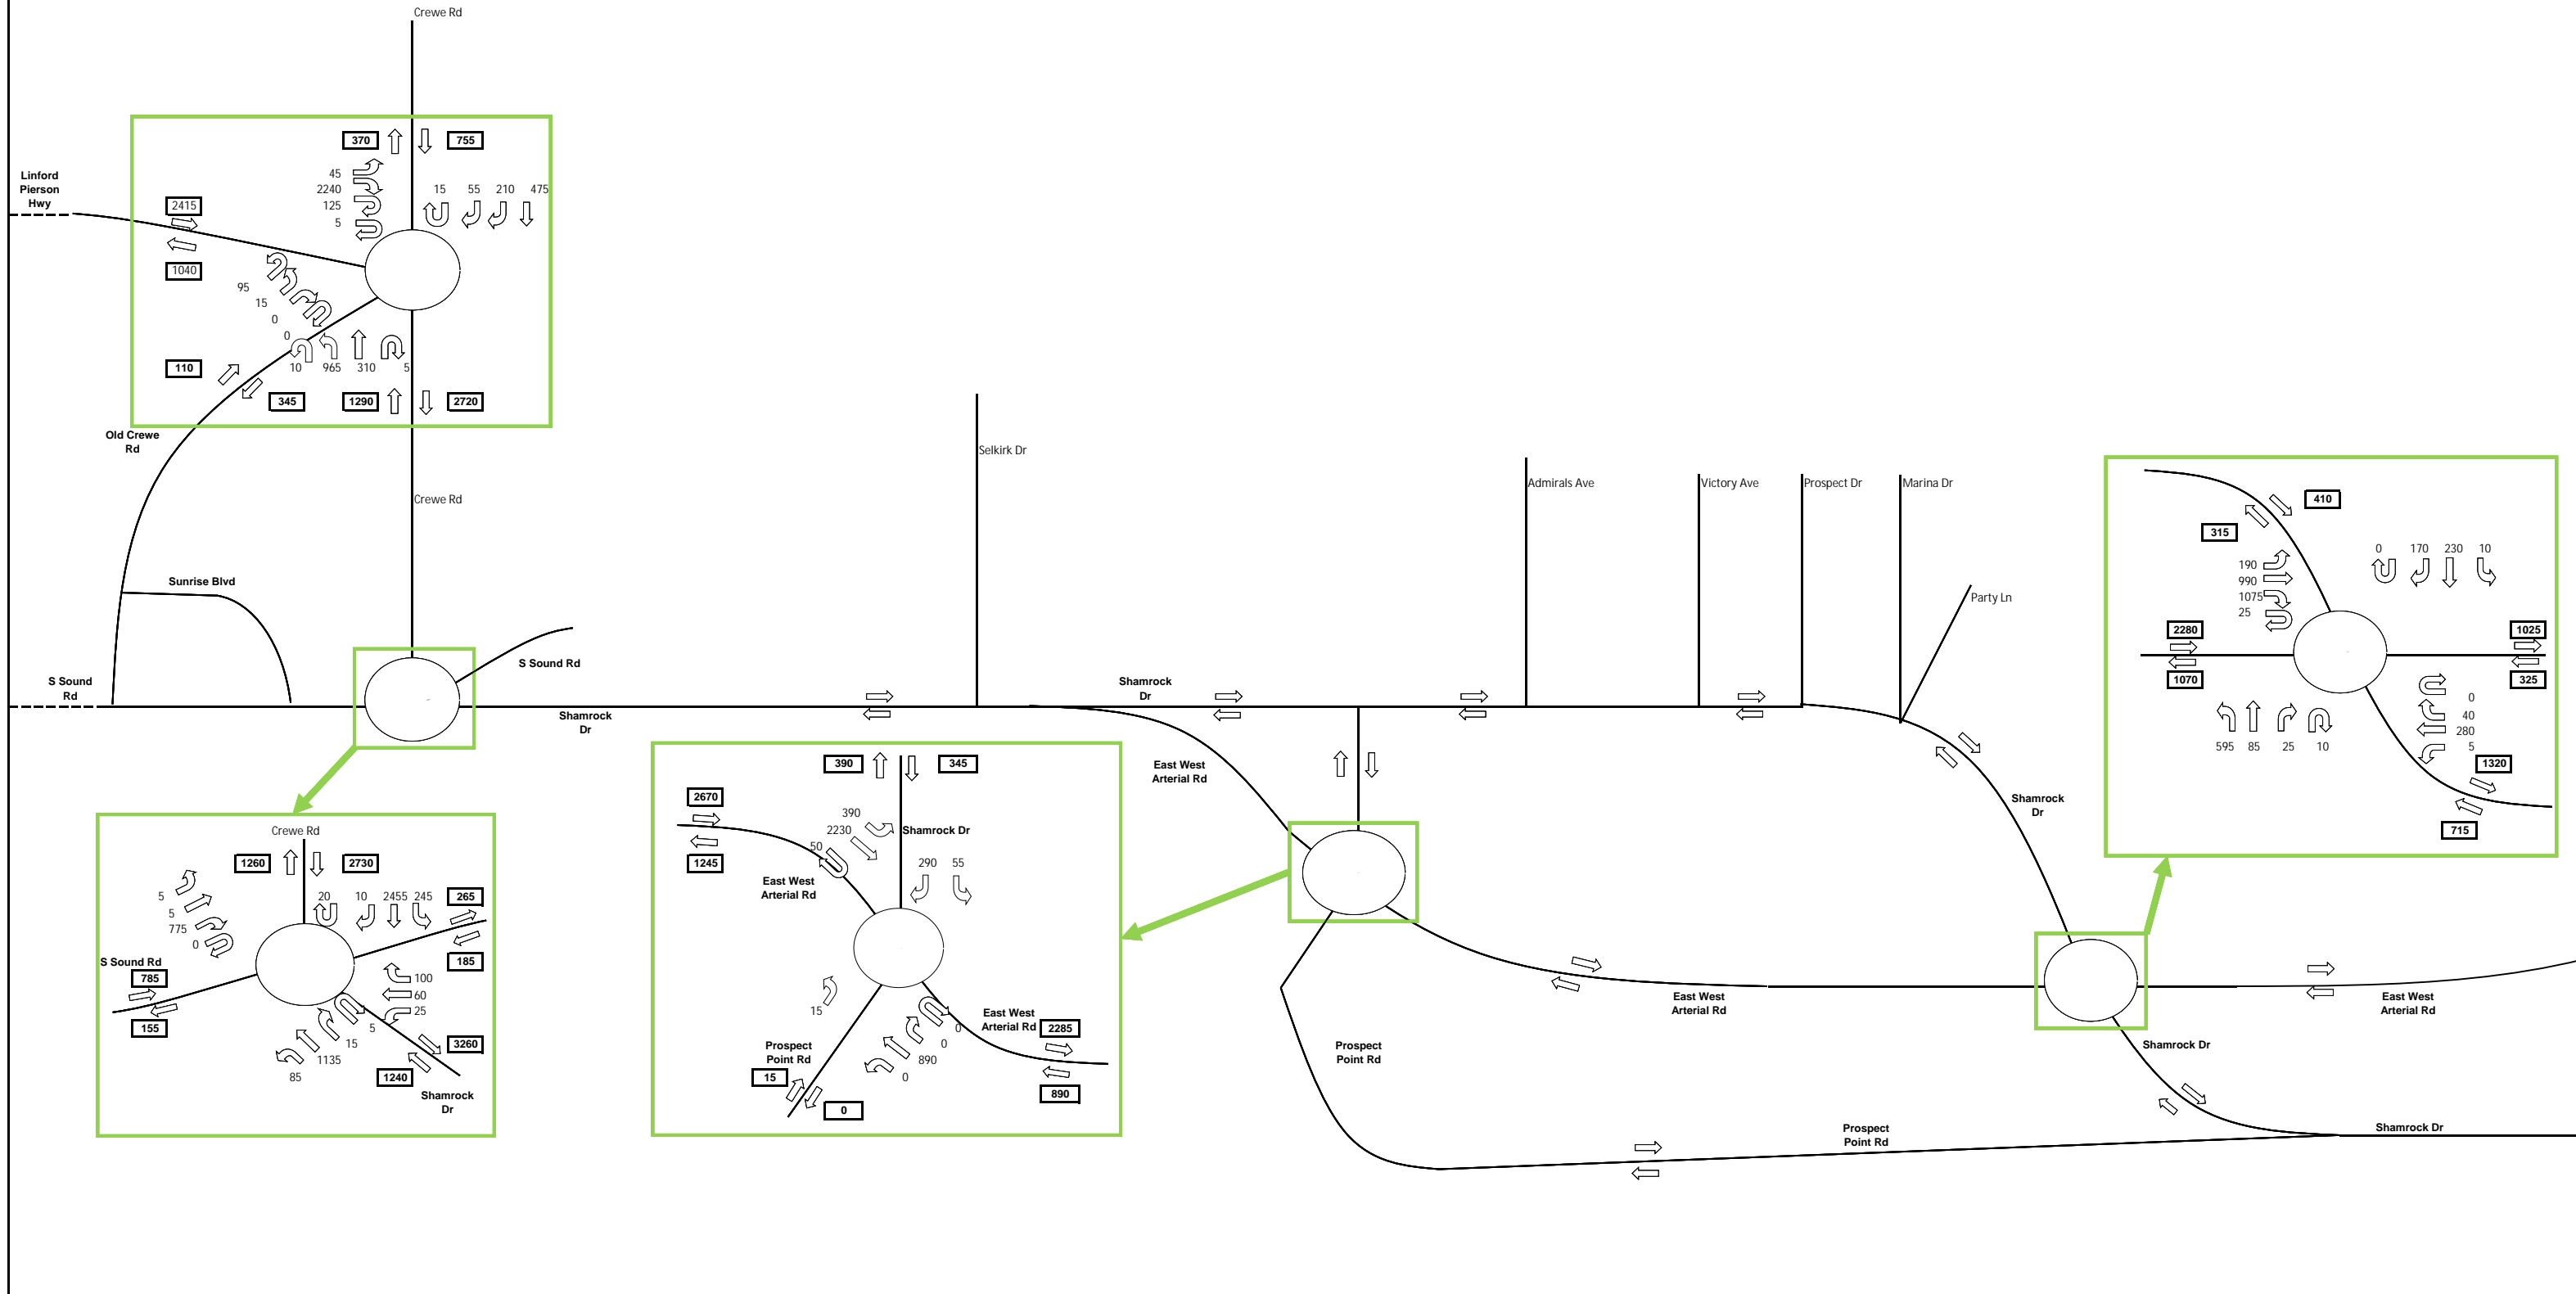 Crewe Rd
370
755
Linford
Pierson
Hwy
45
2240
125
5
15 55 210 475
2415
1040
95
15
0
0
10 965 310 5
110
345
1290
2720
Old Crewe
Rd
Crewe Rd
Selkirk Dr
Admirals Ave
Victory Ave
Prospect Dr
Marina Dr
Party Ln
Sunrise Blvd
S Sound
Rd
S Sound Rd
Shamrock
Dr
Shamrock
Dr
East West
Arterial Rd
Shamrock
Dr
410
315
0 170 230 10
190
990
1075
25
2280
1070
1025
325
0
40
280
5
595 85 25 10
1320
715
Crewe Rd
1260
2730
5
5
775
0
20 10 2455 245
265
185
S Sound Rd
785
155
100
60
25
5
15
1135
85
3260
1240
Shamrock
Dr
390
345
2670
1245
390
2230
50
Shamrock Dr
290 55
East West
Arterial Rd
15
Prospect
Point Rd
15
0
East West
Arterial Rd
0
0
890
0
2285
890
Prospect
Point Rd
East West
Arterial Rd
East West
Arterial Rd
Shamrock Dr
Prospect
Point Rd
Shamrock Dr